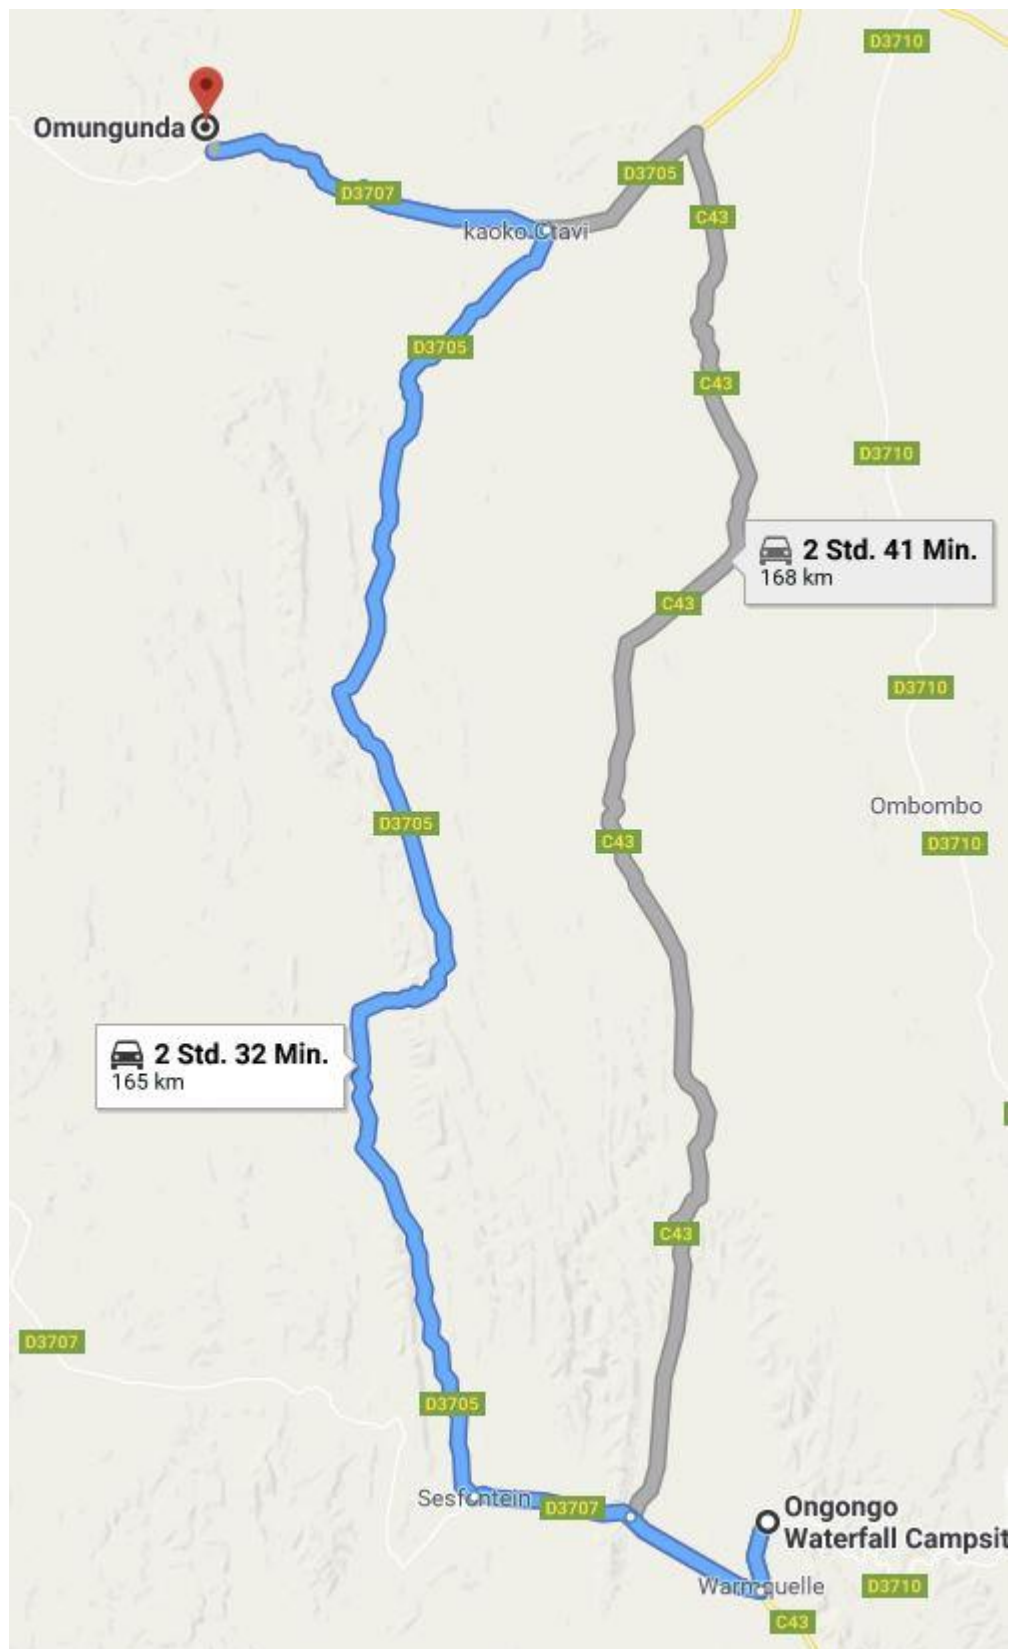 D3710
Omungunda
D3705
D3707
C43
kaoko Otavi
D3705
C43
D3710
2 Std. 41 Min.
168 km
C43
D3710
Ombombo
D3705
C43
D3710
2 Std. 32 Min.
165 km
C43
D3707
D3705
Sesfontein
D3707
Ongongo
Waterfall Campsit
Warmquelle
D3710
C43